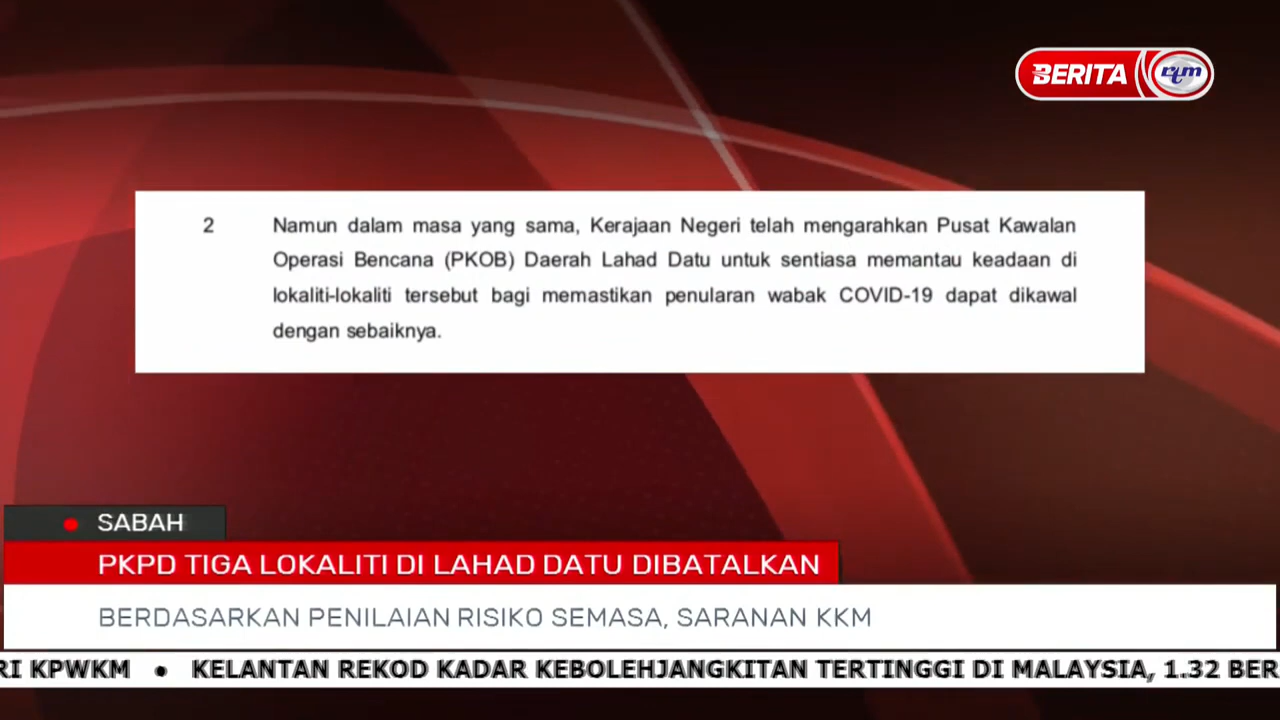 BERITA rtm
2 Namun dalam masa yang sama, Kerajaan Negeri telah mengarahkan Pusat Kawalan
Operasi Bencana (PKOB) Daerah Lahad Datu untuk sentiasa memantau keadaan di
lokaliti-lokaliti tersebut bagi memastikan penularan wabak COVID-19 dapat dikawal
dengan sebaiknya.
SABAH
PKPD TIGA LOKALITI DI LAHAD DATU DIBATALKAN
BERDASARKAN PENILAIAN RISIKO SEMASA, SARANAN KKM
RI KPWKM • KELANTAN REKOD KADAR KEBOLEHJANGKITAN TERTINGGI DI MALAYSIA, 1.32 BER